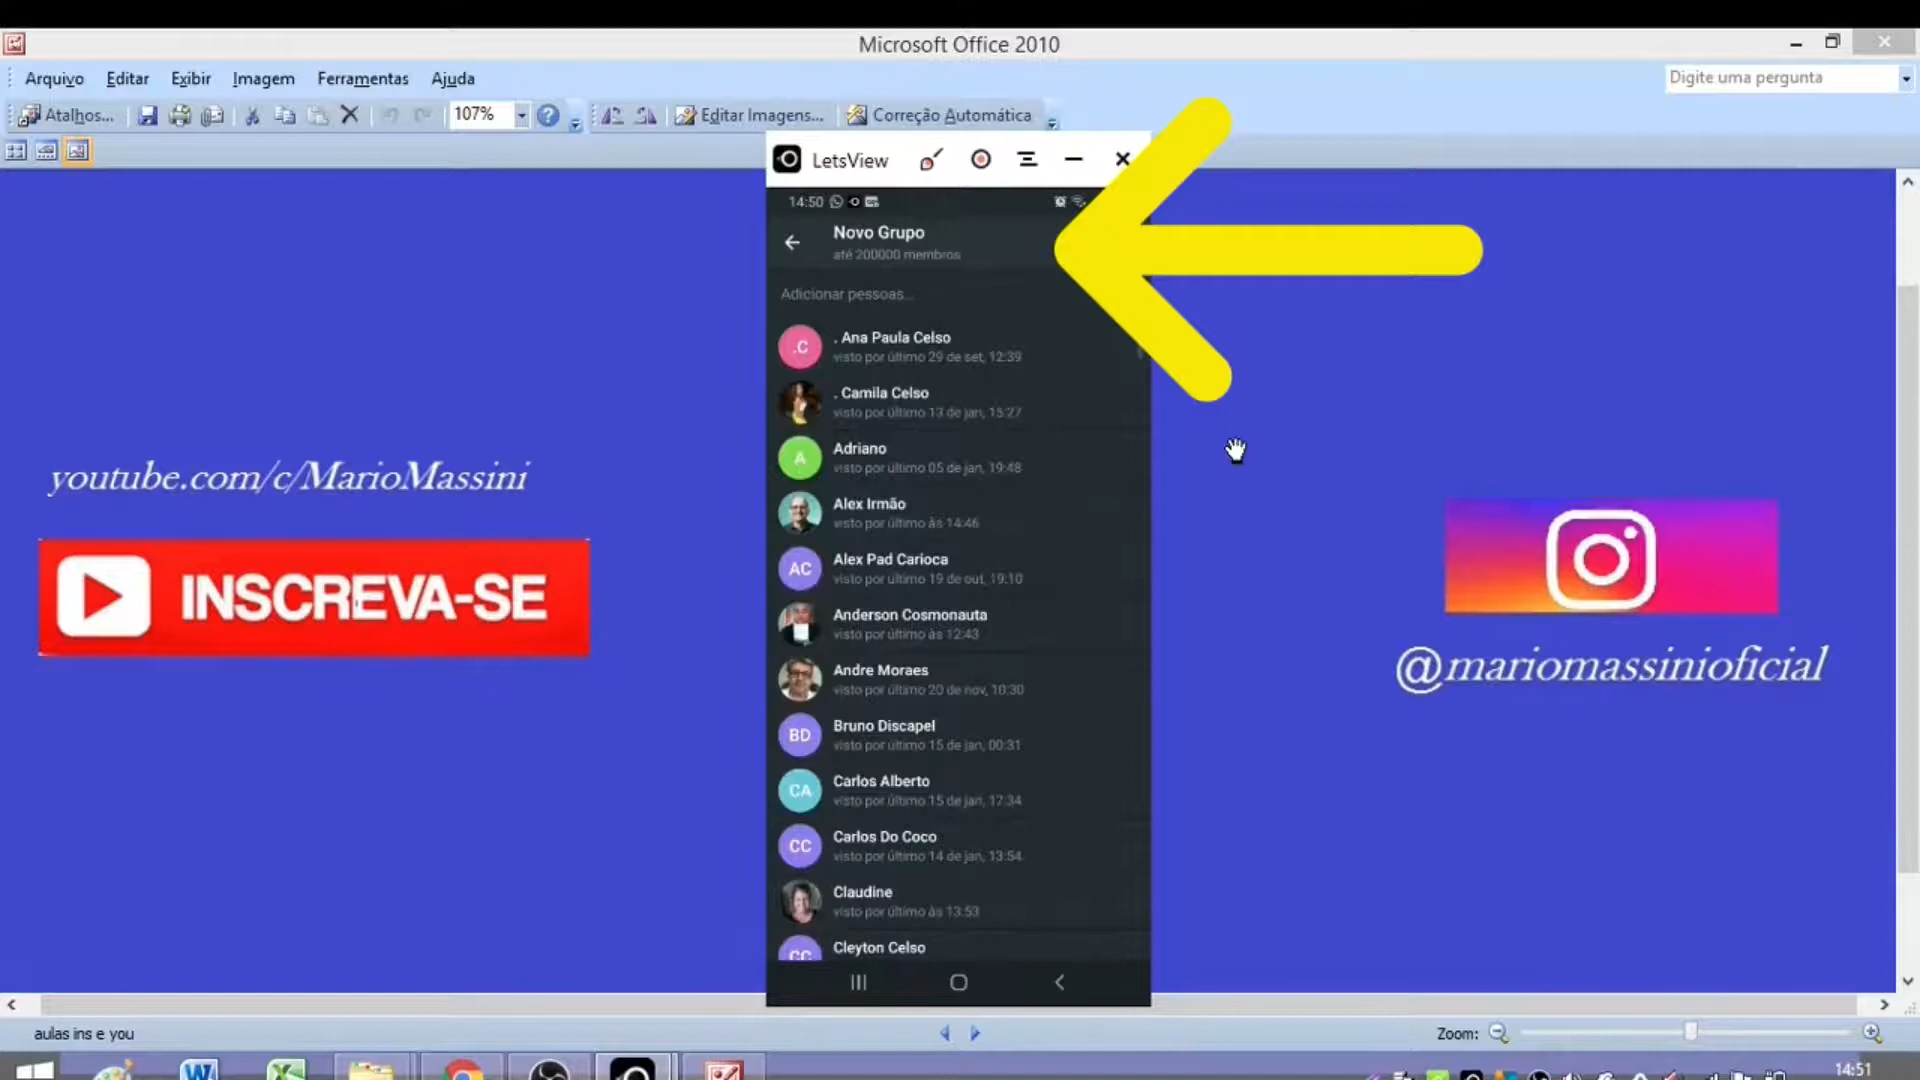 Microsoft Office 2010
Arquivo Editar Exibir Imagem Ferramentas Ajuda
Digite uma pergunta
Atalhos... 107% Editar Imagens... Correção Automática
LetsView
14:50
Novo Grupo
até 200000 membros
Adicionar pessoas...
.C
. Ana Paula Celso
visto por último 29 de set, 12:39
. Camila Celso
visto por último 13 de jan, 15:27
A
Adriano
visto por último 05 de jan, 19:48
Alex Irmão
visto por último às 14:46
AC
Alex Pad Carioca
visto por último 19 de out, 19:10
Anderson Cosmonauta
visto por último às 12:43
Andre Moraes
visto por último 20 de nov, 10:30
BD
Bruno Discapel
visto por último 15 de jan, 00:31
CA
Carlos Alberto
visto por último 15 de jan, 17:34
CC
Carlos Do Coco
visto por último 14 de jan, 13:54
Claudine
visto por último às 13:53
CC
Cleyton Celso
youtube.com/c/MarioMassini
INSCREVA-SE
@mariomassinioficial
aulas ins e you
Zoom:
14:51